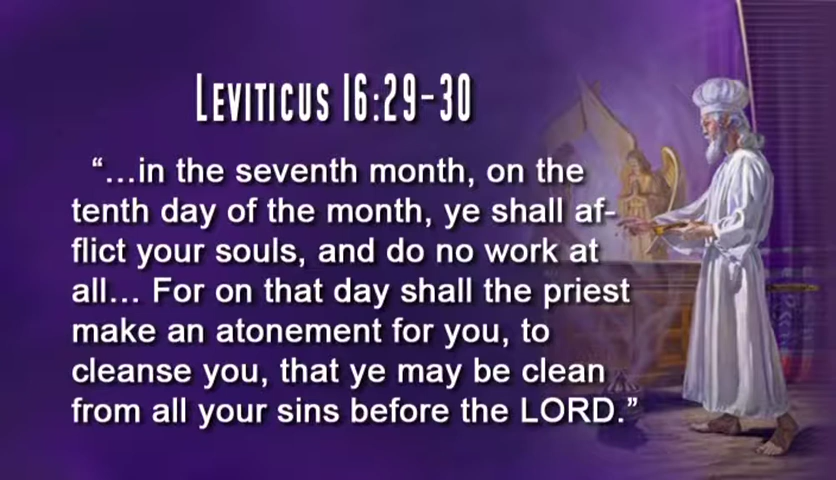 Leviticus 16:29-30
“…in the seventh month, on the
tenth day of the month, ye shall af-
flict your souls, and do no work at
all… For on that day shall the priest
make an atonement for you, to
cleanse you, that ye may be clean
from all your sins before the LORD.”